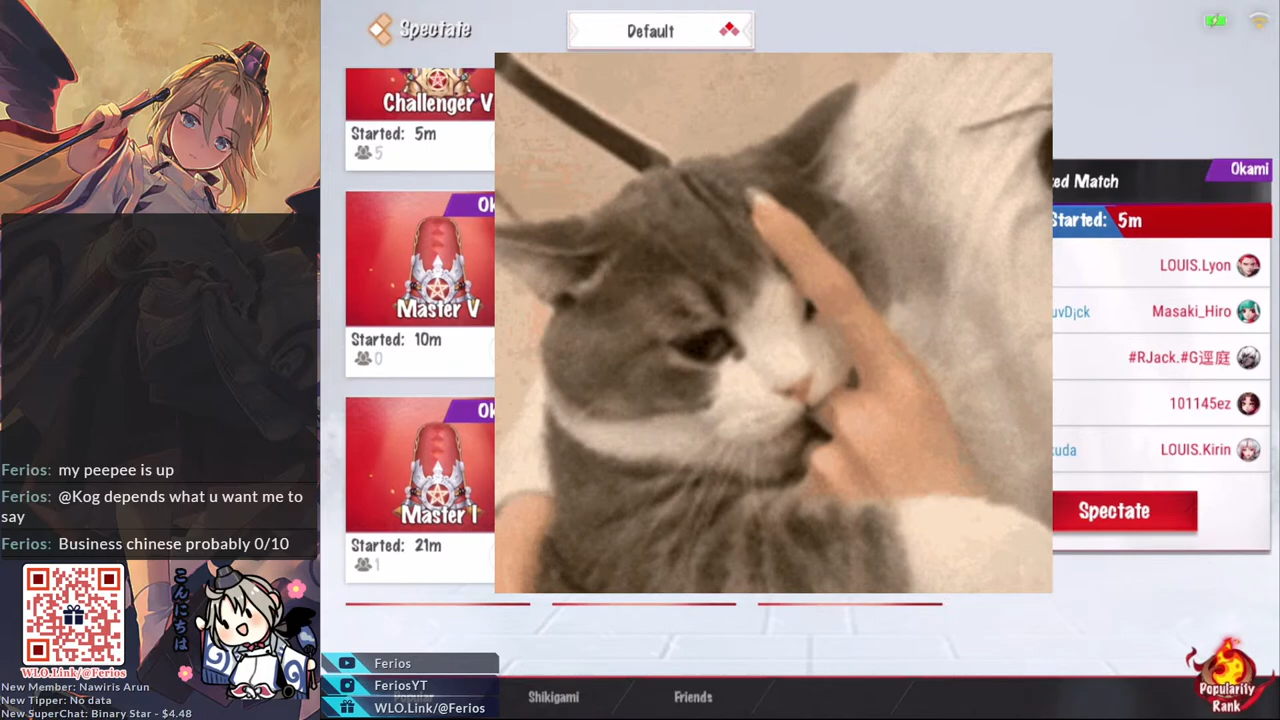 Spectate
Default
Challenger V
Started: 5m
5
Master V
Started: 10m
0
Master I
Started: 21m
1
ed Match
Okami
Started: 5m
LOUIS.Lyon
Masaki_Hiro
#RJack.#G逕庭
101145ez
LOUIS.Kirin
Spectate
Ferios: my peepee is up
Ferios: @Kog depends what u want me to
say
Ferios: Business chinese probably 0/10
こんにちは
WLO.Link/@Ferios
New Member: Nawiris Arun
New Tipper: No data
New SuperChat: Binary Star - $4.48
Ferios
FeriosYT
WLO.Link/@Ferios
Shikigami
Friends
Popularity
Rank